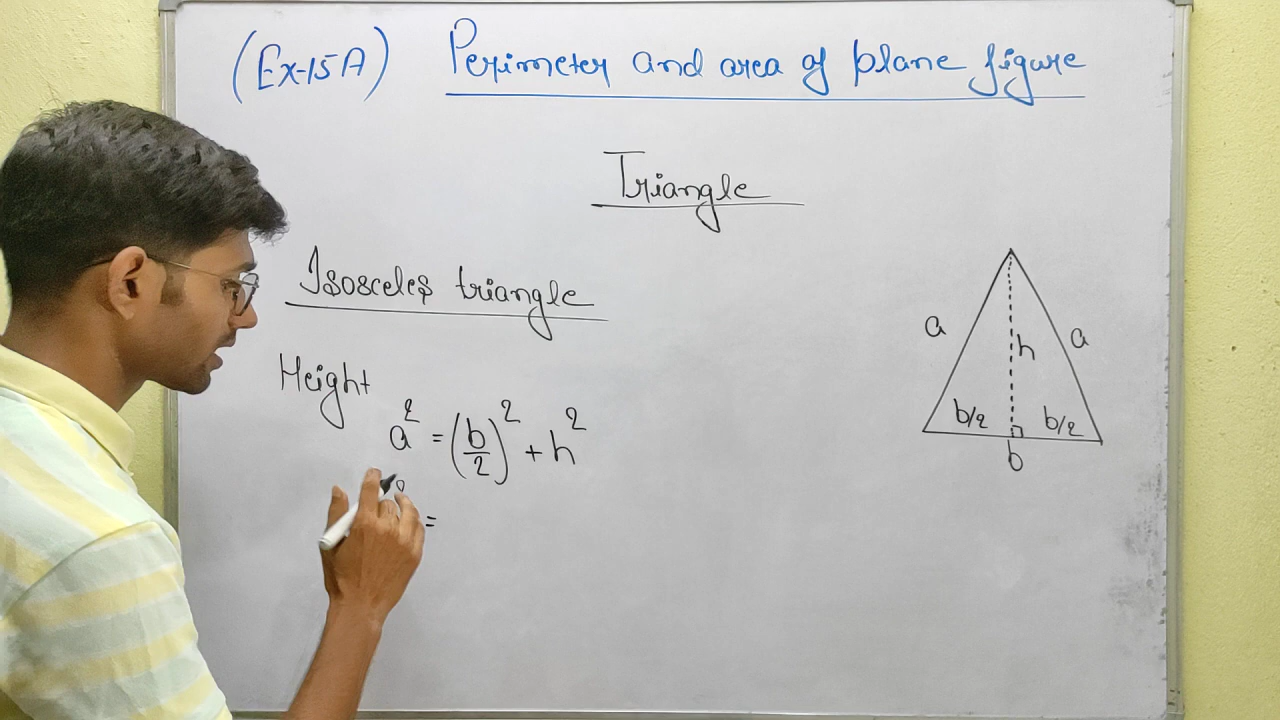 (Ex-15A) Perimeter and area of plane figure
Triangle
Isosceles triangle
Height
a² = (b/2)² + h²
=
a
h
a
b/2
b/2
b